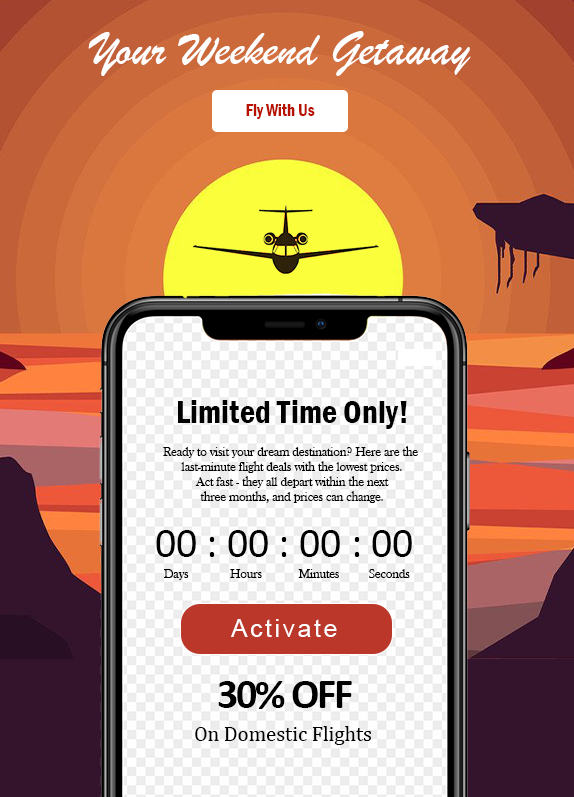 Your Weekend Getaway
Fly With Us
Limited Time Only!
Ready to visit your dream destination? Here are the
last-minute flight deals with the lowest prices.
Act fast - they all depart within the next
three months, and prices can change.
00 : 00 : 00 : 00
Days Hours Minutes Seconds
Activate
30% OFF
On Domestic Flights